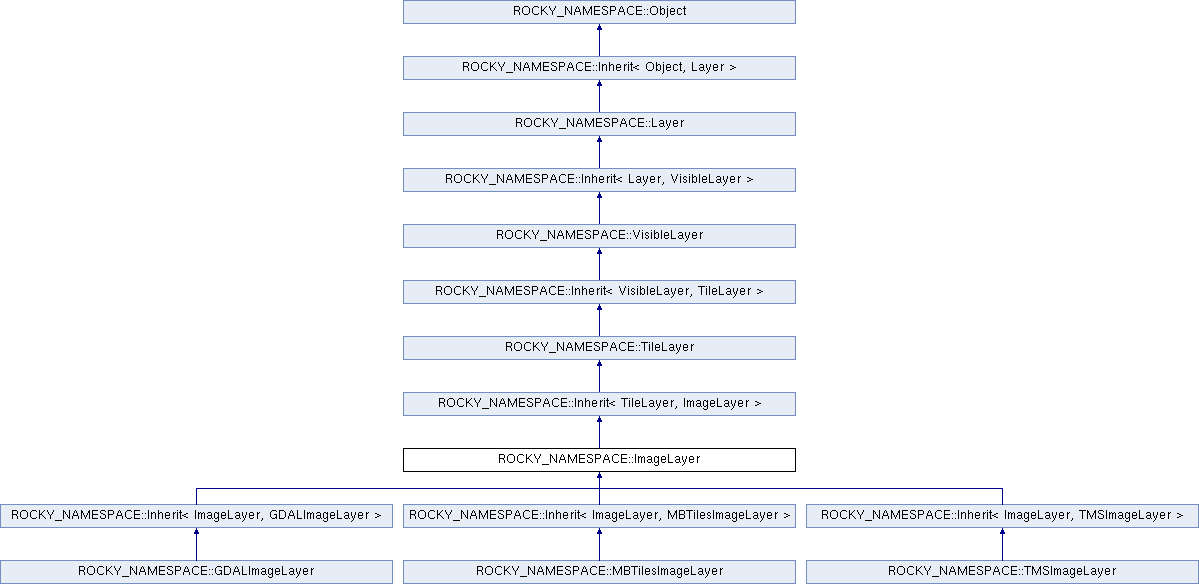 ROCKY_NAMESPACE::Object
ROCKY_NAMESPACE::Inherit< Object, Layer >
ROCKY_NAMESPACE::Layer
ROCKY_NAMESPACE::Inherit< Layer, VisibleLayer >
ROCKY_NAMESPACE::VisibleLayer
ROCKY_NAMESPACE::Inherit< VisibleLayer, TileLayer >
ROCKY_NAMESPACE::TileLayer
ROCKY_NAMESPACE::Inherit< TileLayer, ImageLayer >
ROCKY_NAMESPACE::ImageLayer
ROCKY_NAMESPACE::Inherit< ImageLayer, GDALImageLayer >
ROCKY_NAMESPACE::Inherit< ImageLayer, MBTilesImageLayer >
ROCKY_NAMESPACE::Inherit< ImageLayer, TMSImageLayer >
ROCKY_NAMESPACE::GDALImageLayer
ROCKY_NAMESPACE::MBTilesImageLayer
ROCKY_NAMESPACE::TMSImageLayer